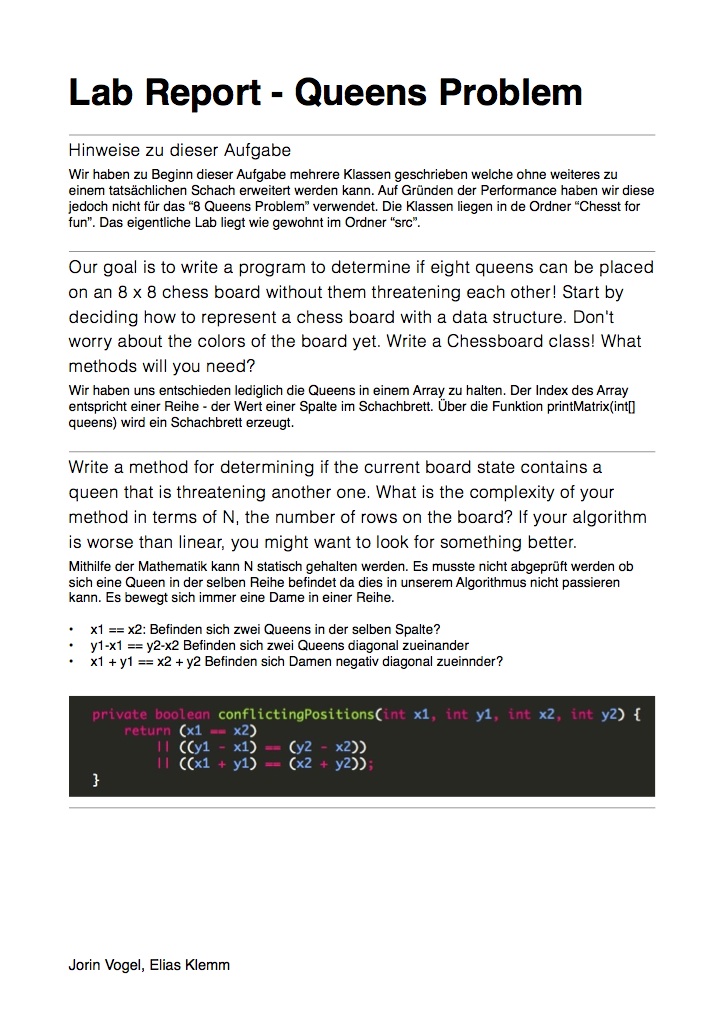 Lab Report - Queens Problem
Hinweise zu dieser Aufgabe
Wir haben zu Beginn dieser Aufgabe mehrere Klassen geschrieben welche ohne weiteres zu
einem tatsächlichen Schach erweitert werden kann. Auf Gründen der Performance haben wir diese
jedoch nicht für das “8 Queens Problem” verwendet. Die Klassen liegen in de Ordner “Chesst for
fun”. Das eigentliche Lab liegt wie gewohnt im Ordner “src”.
Our goal is to write a program to determine if eight queens can be placed
on an 8 x 8 chess board without them threatening each other! Start by
deciding how to represent a chess board with a data structure. Don't
worry about the colors of the board yet. Write a Chessboard class! What
methods will you need?
Wir haben uns entschieden lediglich die Queens in einem Array zu halten. Der Index des Array
entspricht einer Reihe - der Wert einer Spalte im Schachbrett. Über die Funktion printMatrix(int[]
queens) wird ein Schachbrett erzeugt.
Write a method for determining if the current board state contains a
queen that is threatening another one. What is the complexity of your
method in terms of N, the number of rows on the board? If your algorithm
is worse than linear, you might want to look for something better.
Mithilfe der Mathematik kann N statisch gehalten werden. Es musste nicht abgeprüft werden ob
sich eine Queen in der selben Reihe befindet da dies in unserem Algorithmus nicht passieren
kann. Es bewegt sich immer eine Dame in einer Reihe.
• x1 == x2: Befinden sich zwei Queens in der selben Spalte?
• y1-x1 == y2-x2 Befinden sich zwei Queens diagonal zueinander
• x1 + y1 == x2 + y2 Befinden sich Damen negativ diagonal zueinnder?
private boolean conflictingPositions(int x1, int y1, int x2, int y2) {
return (x1 == x2)
|| ((y1 - x1) == (y2 - x2))
|| ((x1 + y1) == (x2 + y2));
}
Jorin Vogel, Elias Klemm